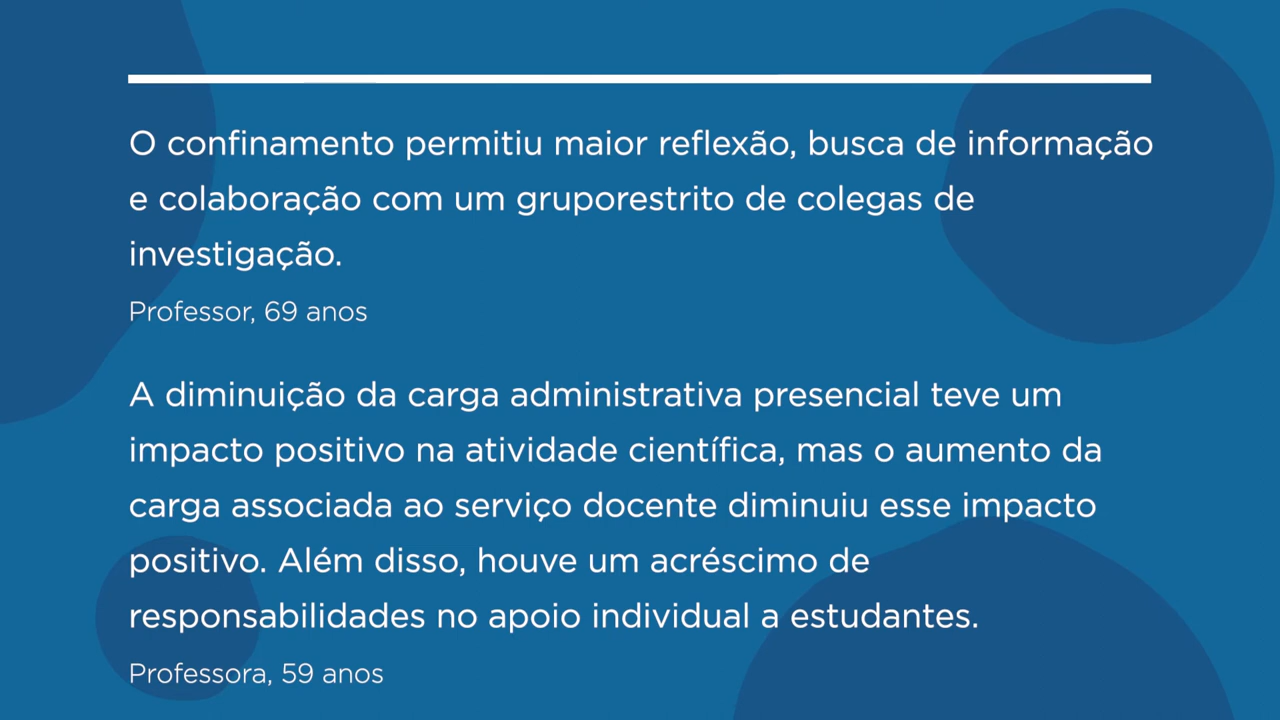 O confinamento permitiu maior reflexão, busca de informação
e colaboração com um gruporestrito de colegas de
investigação.
Professor, 69 anos
A diminuição da carga administrativa presencial teve um
impacto positivo na atividade científica, mas o aumento da
carga associada ao serviço docente diminuiu esse impacto
positivo. Além disso, houve um acréscimo de
responsabilidades no apoio individual a estudantes.
Professora, 59 anos